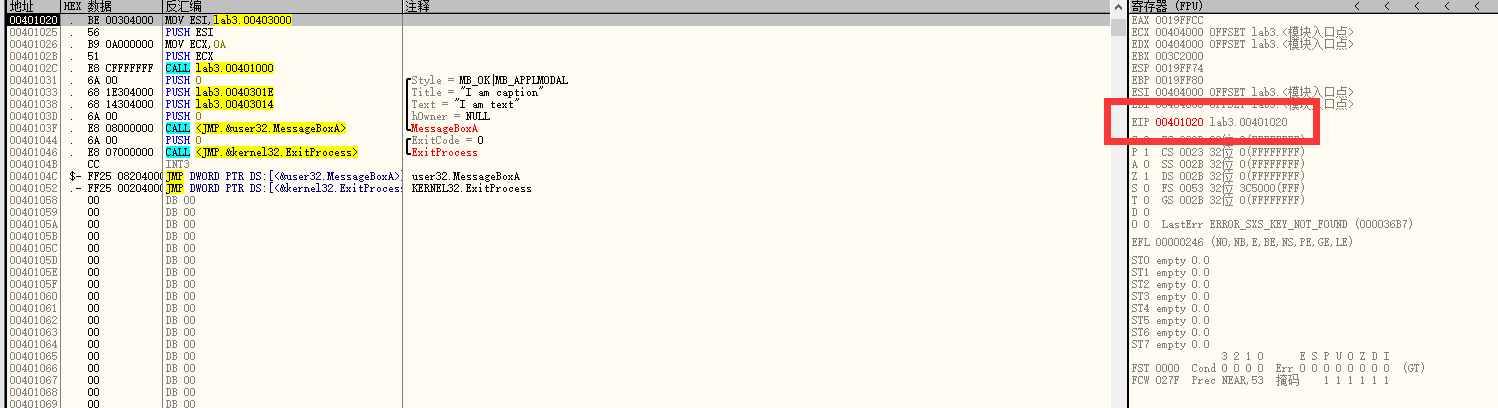 地址 HEX 数据 反汇编 注释
00401020 . BE 00304000 MOV ESI,lab3.00403000
00401025 . 56 PUSH ESI
00401026 . B9 0A000000 MOV ECX,0A
0040102B . 51 PUSH ECX
0040102C . E8 CFFFFFFF CALL lab3.00401000
00401031 . 6A 00 PUSH 0 Style = MB_OK|MB_APPLMODAL
00401033 . 68 1E304000 PUSH lab3.0040301E Title = "I am caption"
00401038 . 68 14304000 PUSH lab3.00403014 Text = "I am text"
0040103D . 6A 00 PUSH 0 hOwner = NULL
0040103F . E8 08000000 CALL <JMP.&user32.MessageBoxA> MessageBoxA
00401044 . 6A 00 PUSH 0 ExitCode = 0
00401046 . E8 07000000 CALL <JMP.&kernel32.ExitProcess> ExitProcess
0040104B CC INT3
0040104C $- FF25 08204000 JMP DWORD PTR DS:[<&user32.MessageBoxA>] user32.MessageBoxA
00401052 .- FF25 00204000 JMP DWORD PTR DS:[<&kernel32.ExitProcess KERNEL32.ExitProcess
00401058 00 DB 00
00401059 00 DB 00
0040105A 00 DB 00
0040105B 00 DB 00
0040105C 00 DB 00
0040105D 00 DB 00
0040105E 00 DB 00
0040105F 00 DB 00
00401060 00 DB 00
00401061 00 DB 00
00401062 00 DB 00
00401063 00 DB 00
00401064 00 DB 00
00401065 00 DB 00
00401066 00 DB 00
00401067 00 DB 00
00401068 00 DB 00
00401069 00 DB 00
寄存器 (FPU) < < < < <
EAX 0019FFCC
ECX 00404000 OFFSET lab3.<模块入口点>
EDX 00404000 OFFSET lab3.<模块入口点>
EBX 003C2000
ESP 0019FF74
EBP 0019FF80
ESI 00404000 OFFSET lab3.<模块入口点>
EDI 00404000 OFFSET lab3.<模块入口点>
EIP 00401020 lab3.00401020
C 0 ES 002B 32位 0(FFFFFFFF)
P 1 CS 0023 32位 0(FFFFFFFF)
A 0 SS 002B 32位 0(FFFFFFFF)
Z 1 DS 002B 32位 0(FFFFFFFF)
S 0 FS 0053 32位 3C5000(FFF)
T 0 GS 002B 32位 0(FFFFFFFF)
D 0
O 0 LastErr ERROR_SXS_KEY_NOT_FOUND (000036B7)
EFL 00000246 (NO,NB,E,BE,NS,PE,GE,LE)
ST0 empty 0.0
ST1 empty 0.0
ST2 empty 0.0
ST3 empty 0.0
ST4 empty 0.0
ST5 empty 0.0
ST6 empty 0.0
ST7 empty 0.0
3 2 1 0 E S P U O Z D I
FST 0000 Cond 0 0 0 0 Err 0 0 0 0 0 0 0 0 (GT)
FCW 027F Prec NEAR,53 掩码 1 1 1 1 1 1